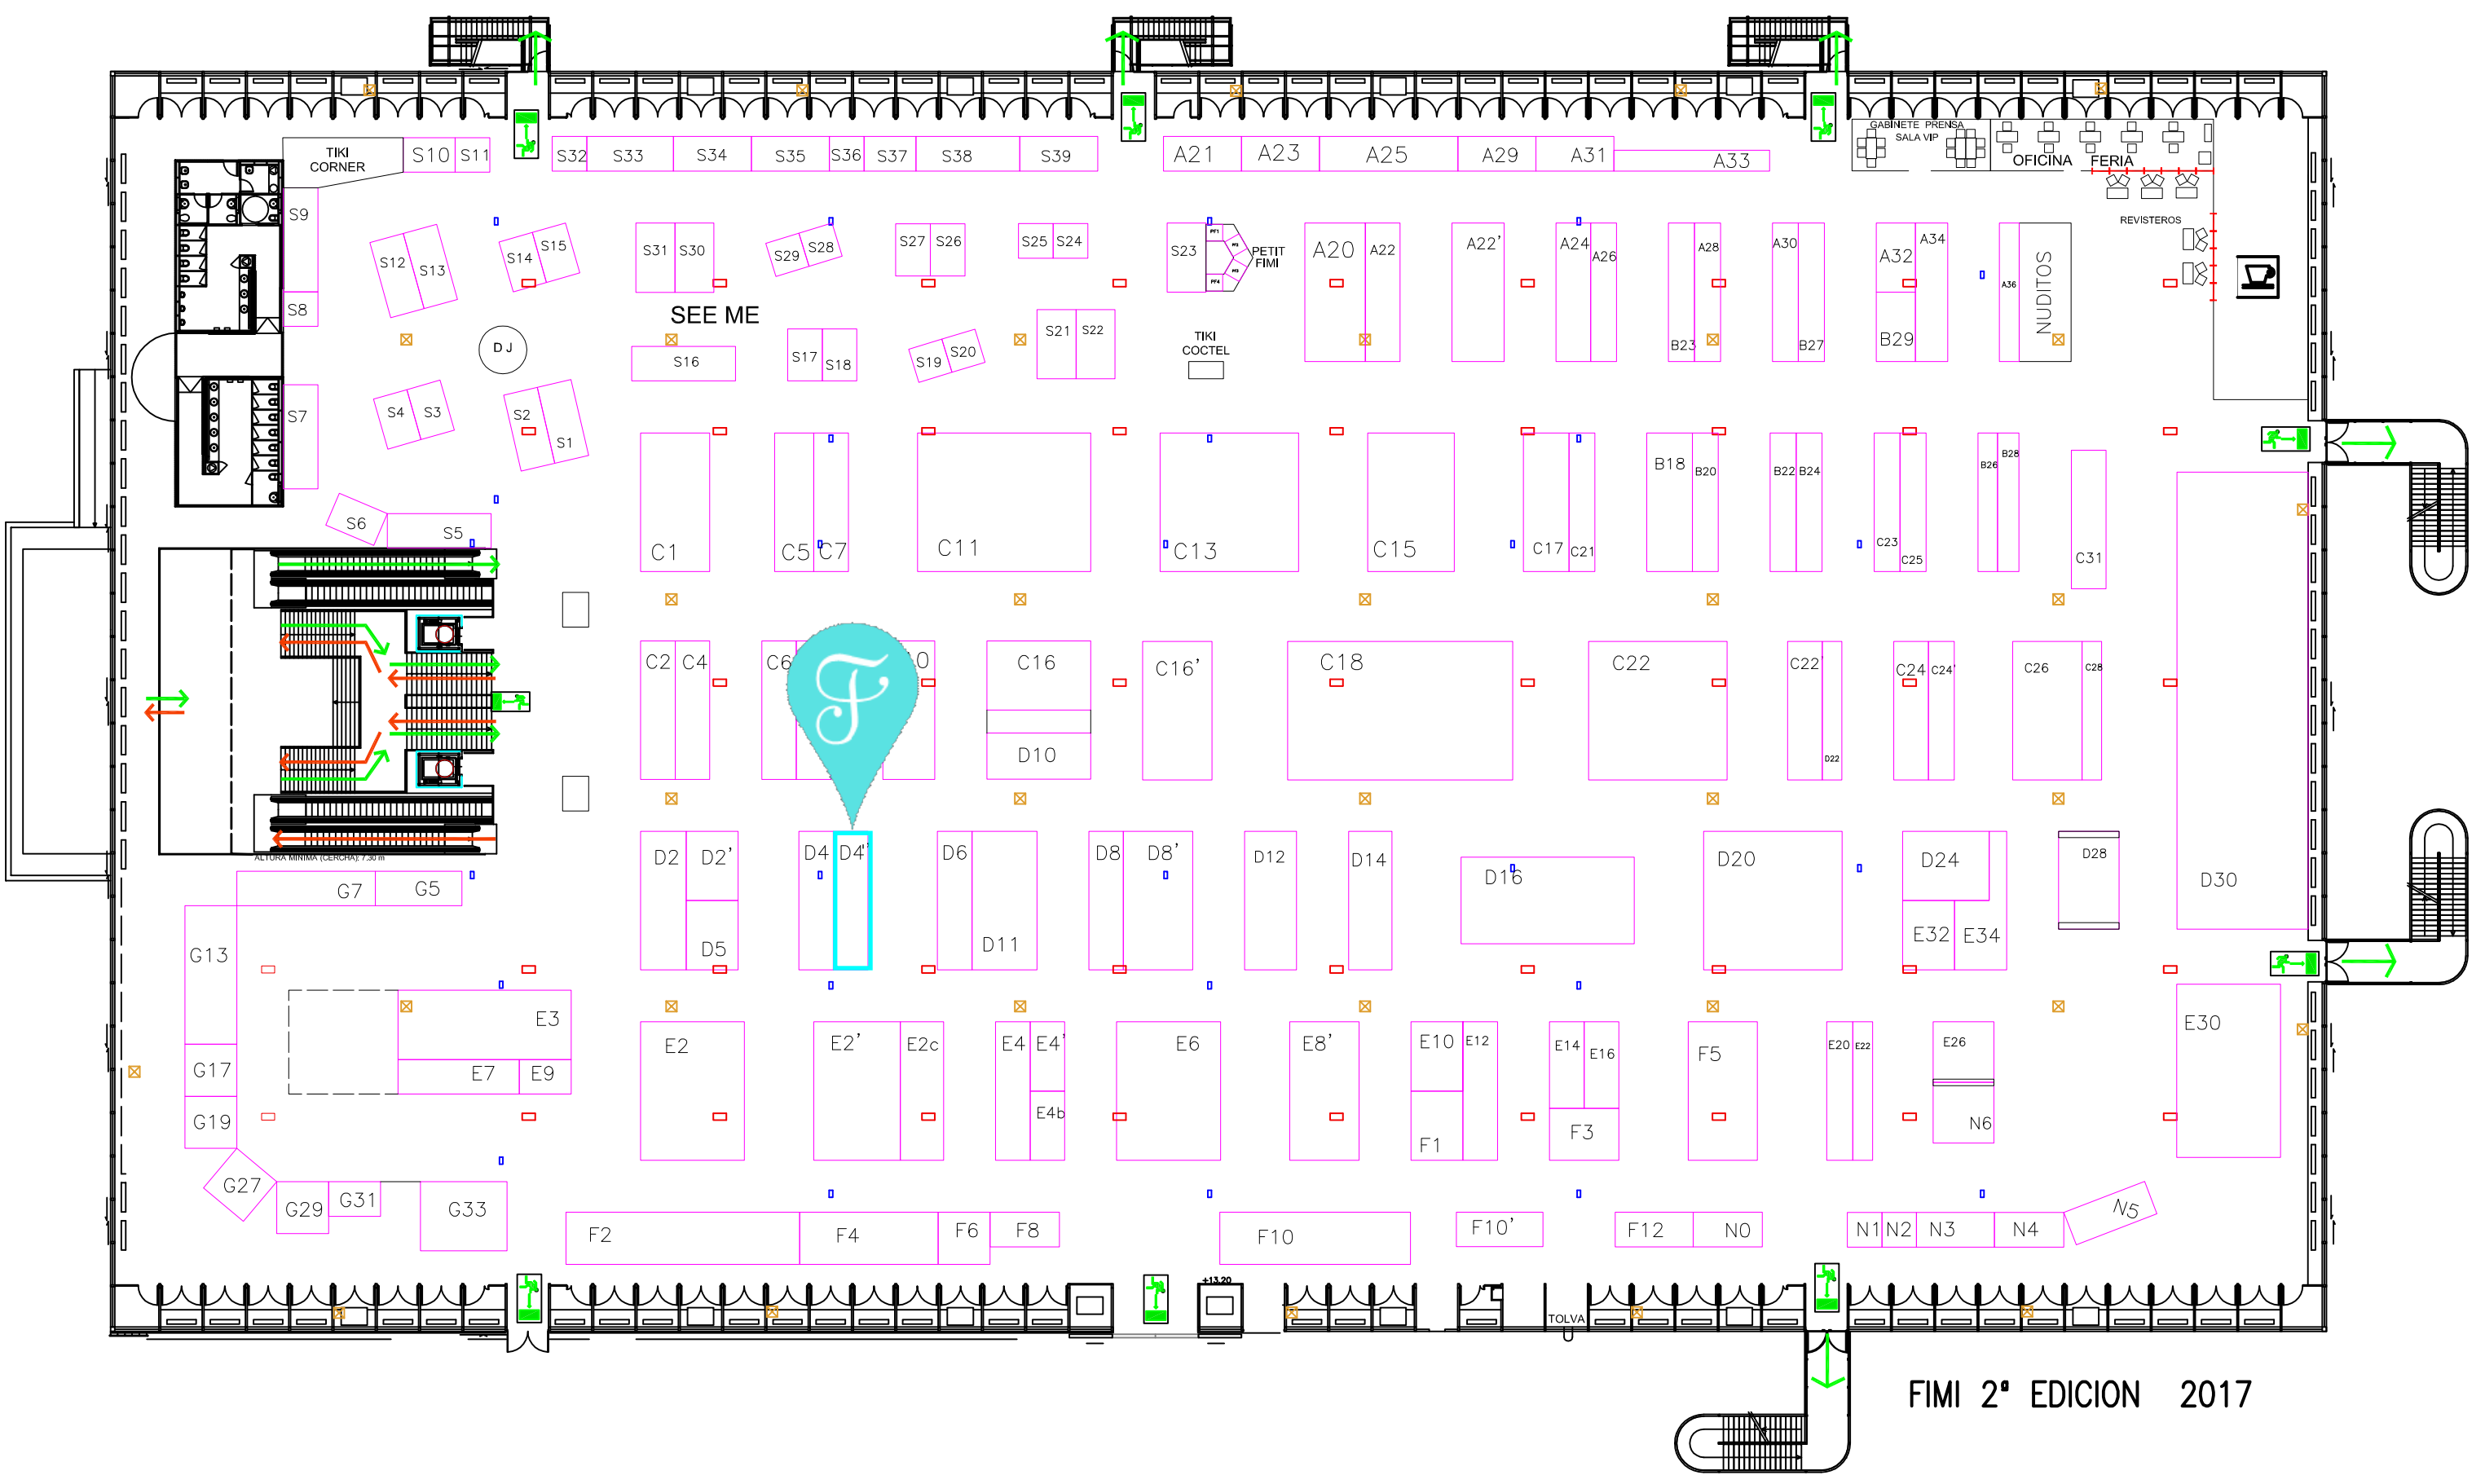 TIKI
CORNER
S10
S11
S32
S33
S34
S35
S36
S37
S38
S39
A21
A23
A25
A29
A31
A33
GABINETE PRENSA
SALA VIP
OFICINA FERIA
REVISTEROS
S9
S8
S12
S13
S14
S15
S31
S30
S29
S28
S27
S26
S25
S24
S23
PF1
PF4
PETIT
FIMI
A20
A22
A22'
A24
A26
A28
B23
A30
B27
A32
A34
B29
A36
NUDITOS
SEE ME
DJ
S16
S17
S18
S19
S20
S21
S22
TIKI
COCTEL
S7
S4
S3
S2
S1
S6
S5
C1
C5
C7
C11
C13
C15
C17
C21
B18
B20
B22
B24
C23
C25
B26
B28
C31
C2
C4
C6
F
C16
D10
C16'
C18
C22
C22'
D22
C24
C24'
C26
C28
D30
ALTURA MINIMA (CERCHA): 7,30 m
D2
D2'
D5
D4
D4'
D6
D11
D8
D8'
D12
D14
D16
D20
D24
E32
E34
D28
G7
G5
G13
G17
G19
G27
G29
G31
G33
E3
E7
E9
E2
E2'
E2c
E4
E4'
E4b
E6
E8'
E10
E12
F1
E14
E16
F3
F5
E20
E22
E26
N6
E30
F2
F4
F6
F8
F10
F10'
F12
N0
N1
N2
N3
N4
N5
+13.20
TOLVA
FIMI 2ª EDICION 2017